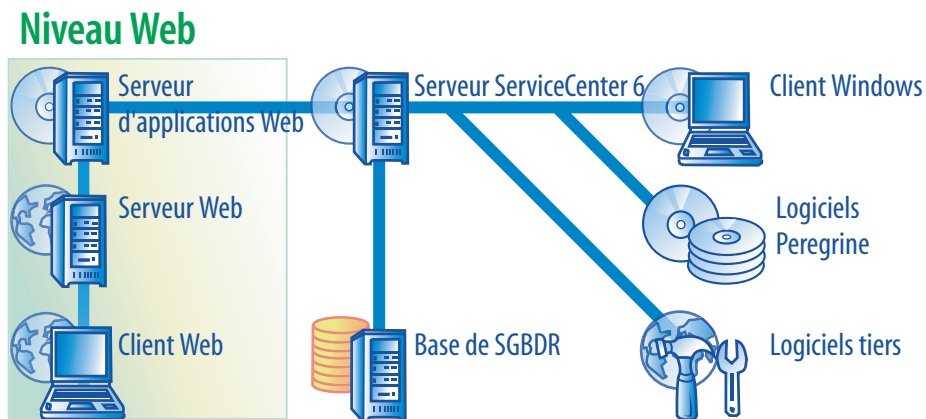 Niveau Web
Serveur
d'applications Web
Serveur ServiceCenter 6
Client Windows
Serveur Web
Logiciels
Peregrine
Client Web
Base de SGBDR
Logiciels tiers